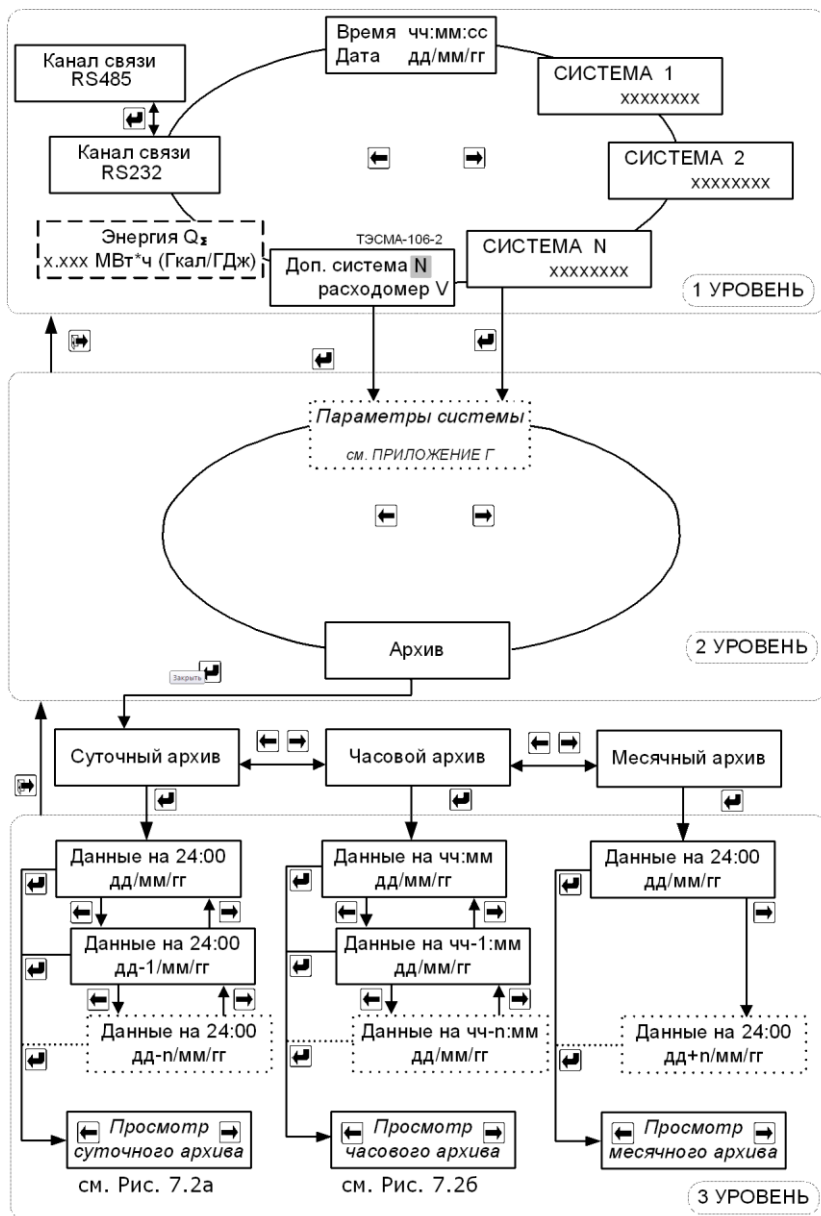 Время чч:мм:сс
Дата дд/мм/гг
Канал связи
RS485
СИСТЕМА 1
xxxxxxxx
Канал связи
RS232
СИСТЕМА 2
xxxxxxxx
Энергия QΣ
x.xxx МВт*ч (Гкал/ГДж)
ТЭСМА-106-2
Доп. система N
расходомер V
СИСТЕМА N
xxxxxxxx
1 УРОВЕНЬ
Параметры системы
см. ПРИЛОЖЕНИЕ Г
Архив
2 УРОВЕНЬ
Закрыть
Суточный архив
Часовой архив
Месячный архив
Данные на 24:00
дд/мм/гг
Данные на чч:мм
дд/мм/гг
Данные на 24:00
дд/мм/гг
Данные на 24:00
дд-1/мм/гг
Данные на чч-1:мм
дд/мм/гг
Данные на 24:00
дд-n/мм/гг
Данные на чч-n:мм
дд/мм/гг
Данные на 24:00
дд+n/мм/гг
Просмотр
суточного архива
Просмотр
часового архива
Просмотр
месячного архива
см. Рис. 7.2а
см. Рис. 7.2б
3 УРОВЕНЬ